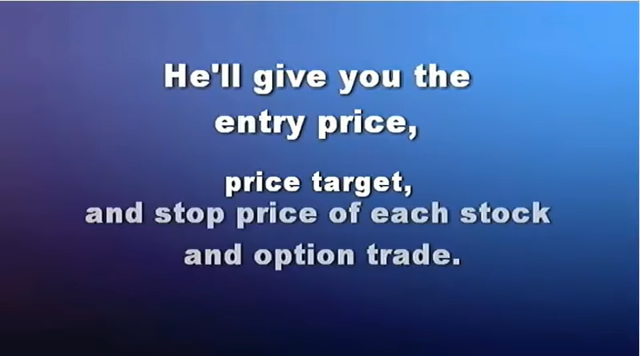 He'll give you the
entry price,
price target,
and stop price of each stock
and option trade.